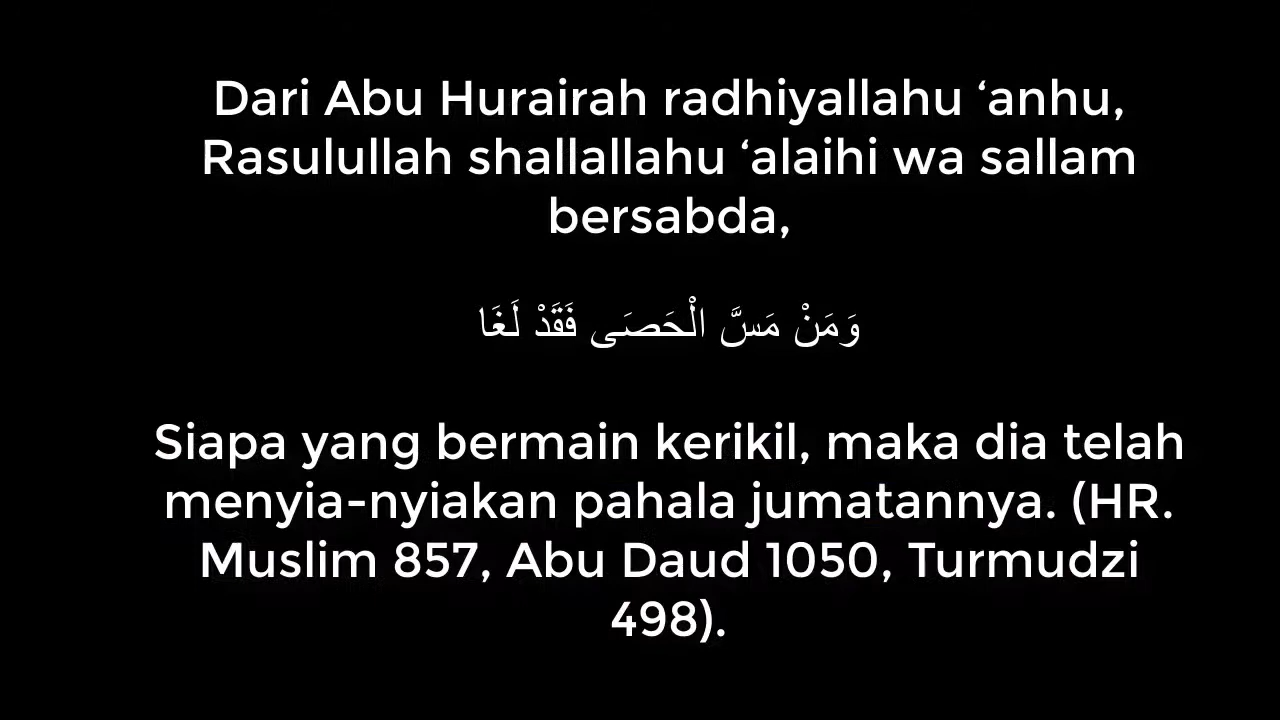 Dari Abu Hurairah radhiyallahu ‘anhu,
Rasulullah shallallahu ‘alaihi wa sallam
bersabda,
وَمَنْ مَسَّ الْحَصَى فَقَدْ لَغَا
Siapa yang bermain kerikil, maka dia telah
menyia-nyiakan pahala jumatannya. (HR.
Muslim 857, Abu Daud 1050, Turmudzi
498).